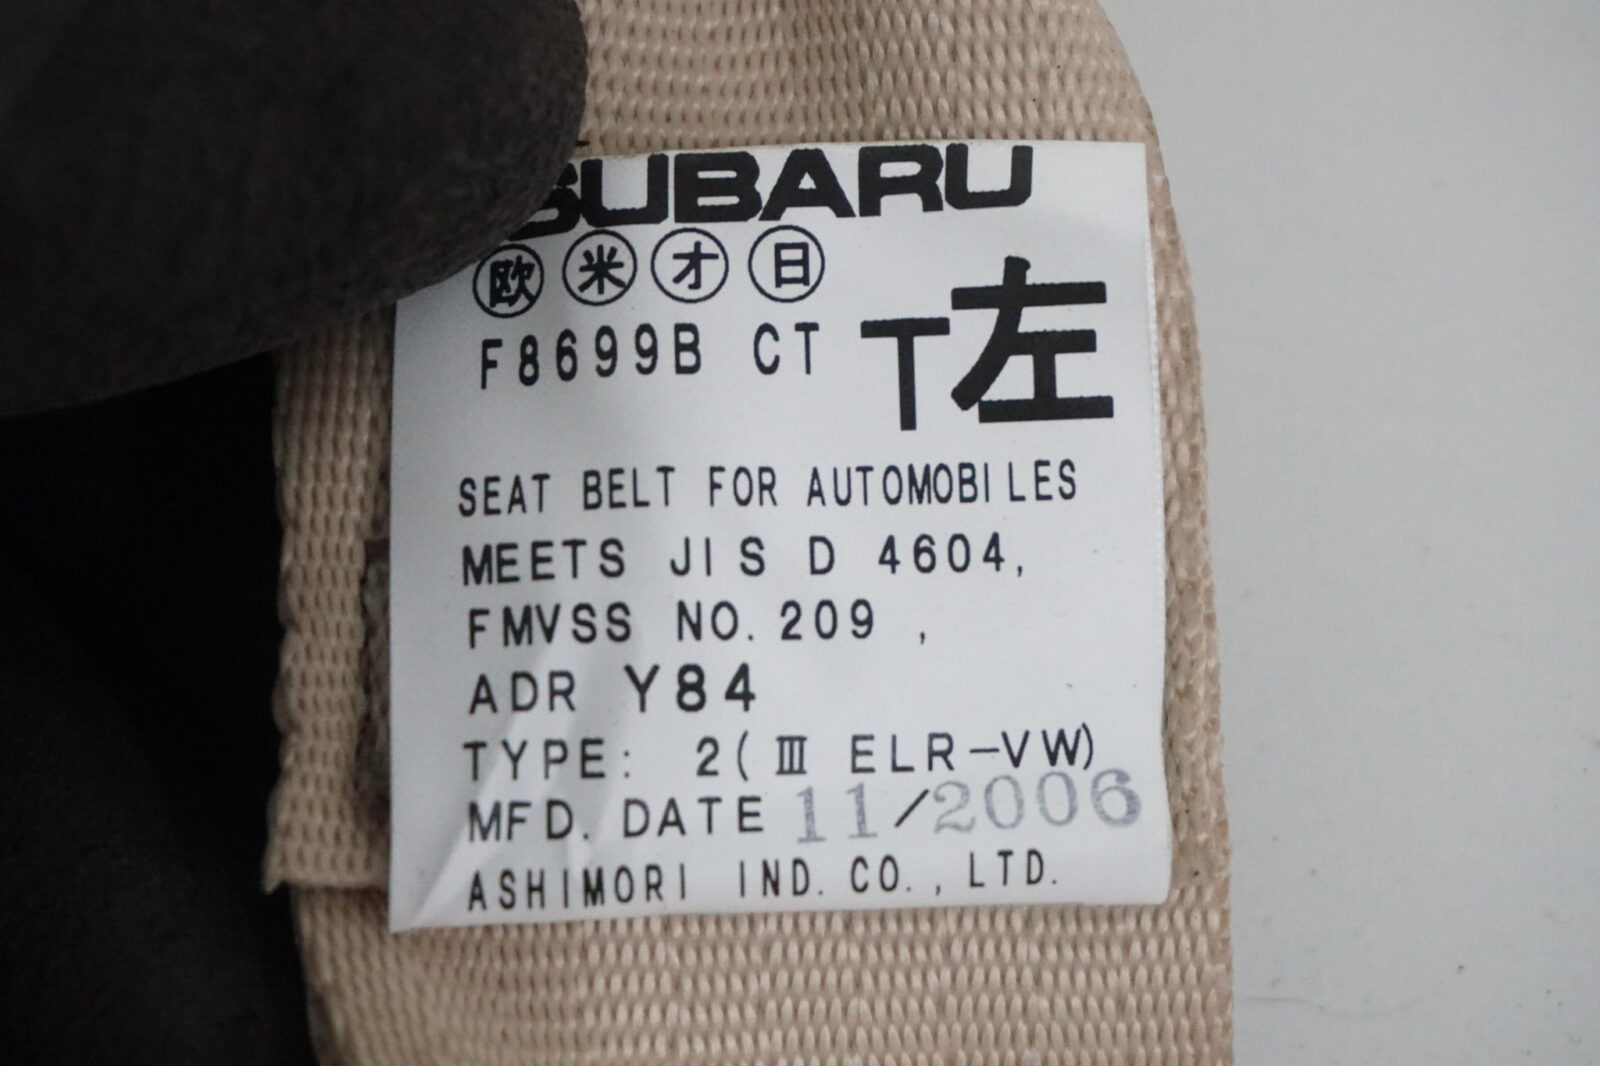 SUBARU
欧 米 オ 日
F8699B CT T左
SEAT BELT FOR AUTOMOBILES
MEETS JIS D 4604,
FMVSS NO. 209 ,
ADR Y84
TYPE: 2(Ⅲ ELR-VW)
MFD. DATE 11/2006
ASHIMORI IND. CO., LTD.